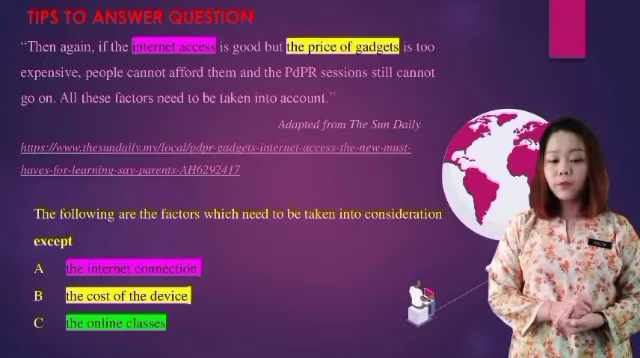 TIPS TO ANSWER QUESTION
“Then again, if the internet access is good but the price of gadgets is too
expensive, people cannot afford them and the PdPR sessions still cannot
go on. All these factors need to be taken into account.”
Adapted from The Sun Daily
https://www.thesundaily.my/local/pdpr-gadgets-internet-access-the-new-must-
haves-for-learning-say-parents-AH6292417
The following are the factors which need to be taken into consideration
except
A the internet connection
B the cost of the device
C the online classes